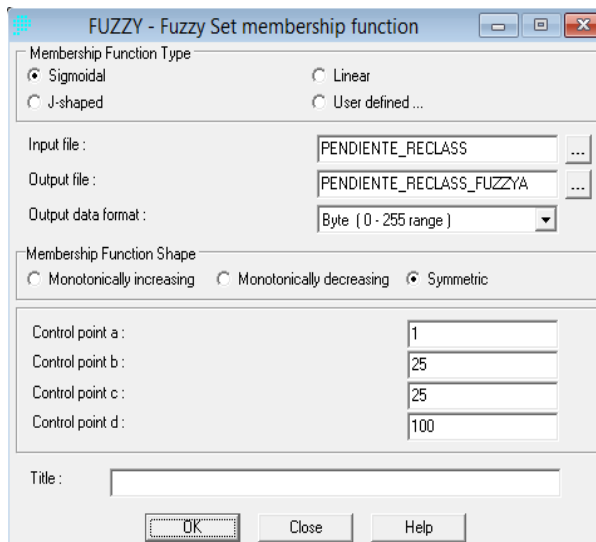 FUZZY - Fuzzy Set membership function
Membership Function Type
Sigmoidal
Linear
J-shaped
User defined ...
Input file :
PENDIENTE_RECLASS
...
Output file :
PENDIENTE_RECLASS_FUZZYA
...
Output data format :
Byte ( 0 - 255 range )
Membership Function Shape
Monotonically increasing
Monotonically decreasing
Symmetric
Control point a :
1
Control point b :
25
Control point c :
25
Control point d :
100
Title :
OK
Close
Help